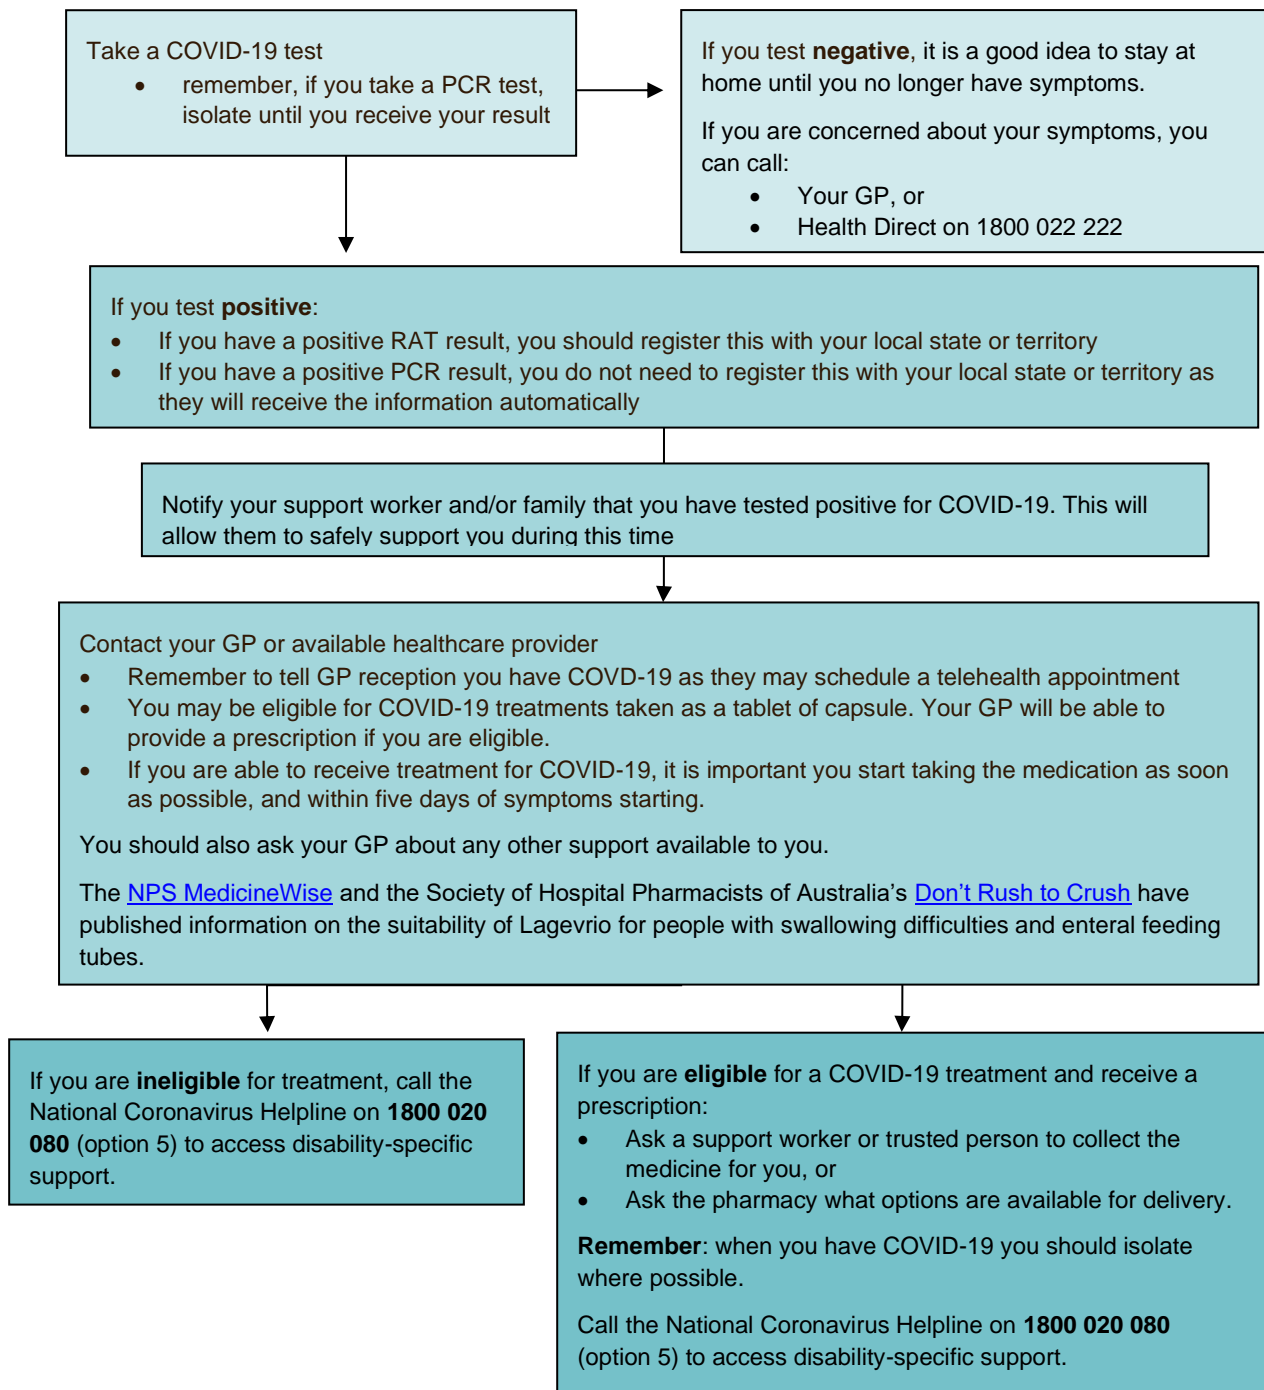 Take a COVID-19 test
• remember, if you take a PCR test,
isolate until you receive your result
If you test negative, it is a good idea to stay at
home until you no longer have symptoms.
If you are concerned about your symptoms, you
can call:
• Your GP, or
• Health Direct on 1800 022 222
If you test positive:
• If you have a positive RAT result, you should register this with your local state or territory
• If you have a positive PCR result, you do not need to register this with your local state or territory as
they will receive the information automatically
Notify your support worker and/or family that you have tested positive for COVID-19. This will
allow them to safely support you during this time
Contact your GP or available healthcare provider
• Remember to tell GP reception you have COVD-19 as they may schedule a telehealth appointment
• You may be eligible for COVID-19 treatments taken as a tablet of capsule. Your GP will be able to
provide a prescription if you are eligible.
• If you are able to receive treatment for COVID-19, it is important you start taking the medication as soon
as possible, and within five days of symptoms starting.
You should also ask your GP about any other support available to you.
The NPS MedicineWise and the Society of Hospital Pharmacists of Australia’s Don’t Rush to Crush have
published information on the suitability of Lagevrio for people with swallowing difficulties and enteral feeding
tubes.
If you are ineligible for treatment, call the
National Coronavirus Helpline on 1800 020
080 (option 5) to access disability-specific
support.
If you are eligible for a COVID-19 treatment and receive a
prescription:
• Ask a support worker or trusted person to collect the
medicine for you, or
• Ask the pharmacy what options are available for delivery.
Remember: when you have COVID-19 you should isolate
where possible.
Call the National Coronavirus Helpline on 1800 020 080
(option 5) to access disability-specific support.